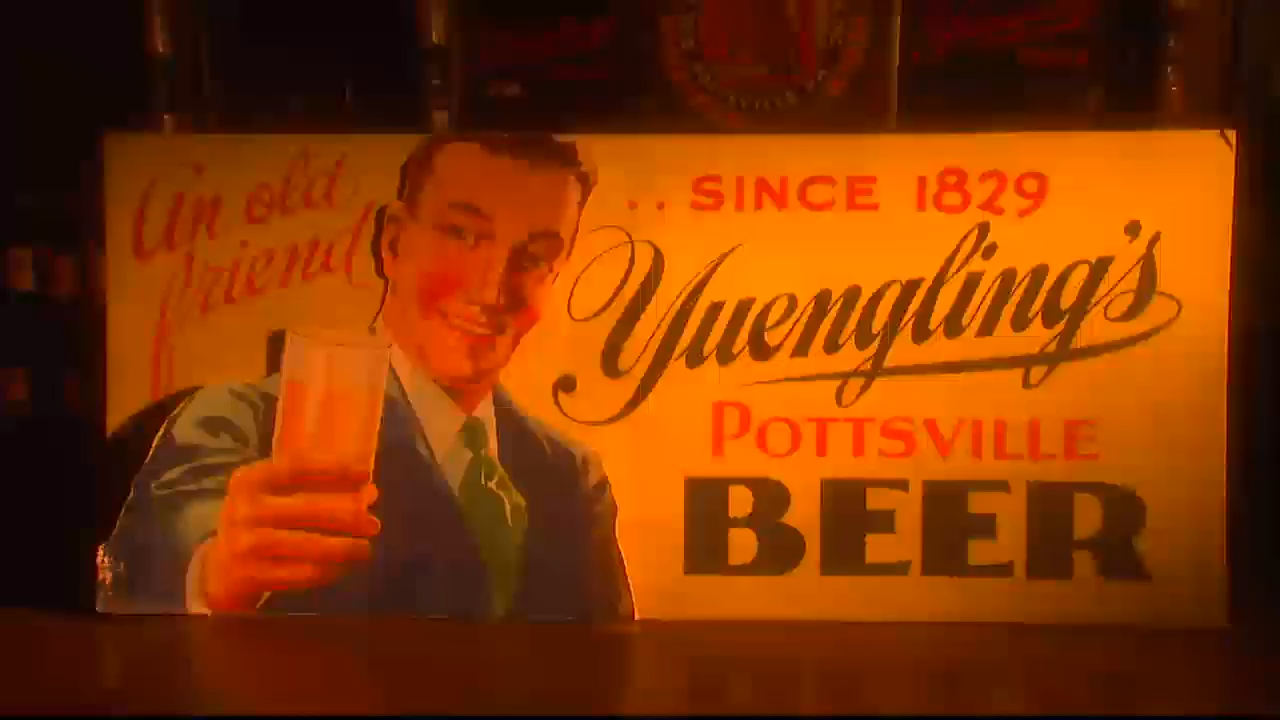 An old
friend
.. SINCE 1829
Yuengling's
POTTSVILLE
BEER